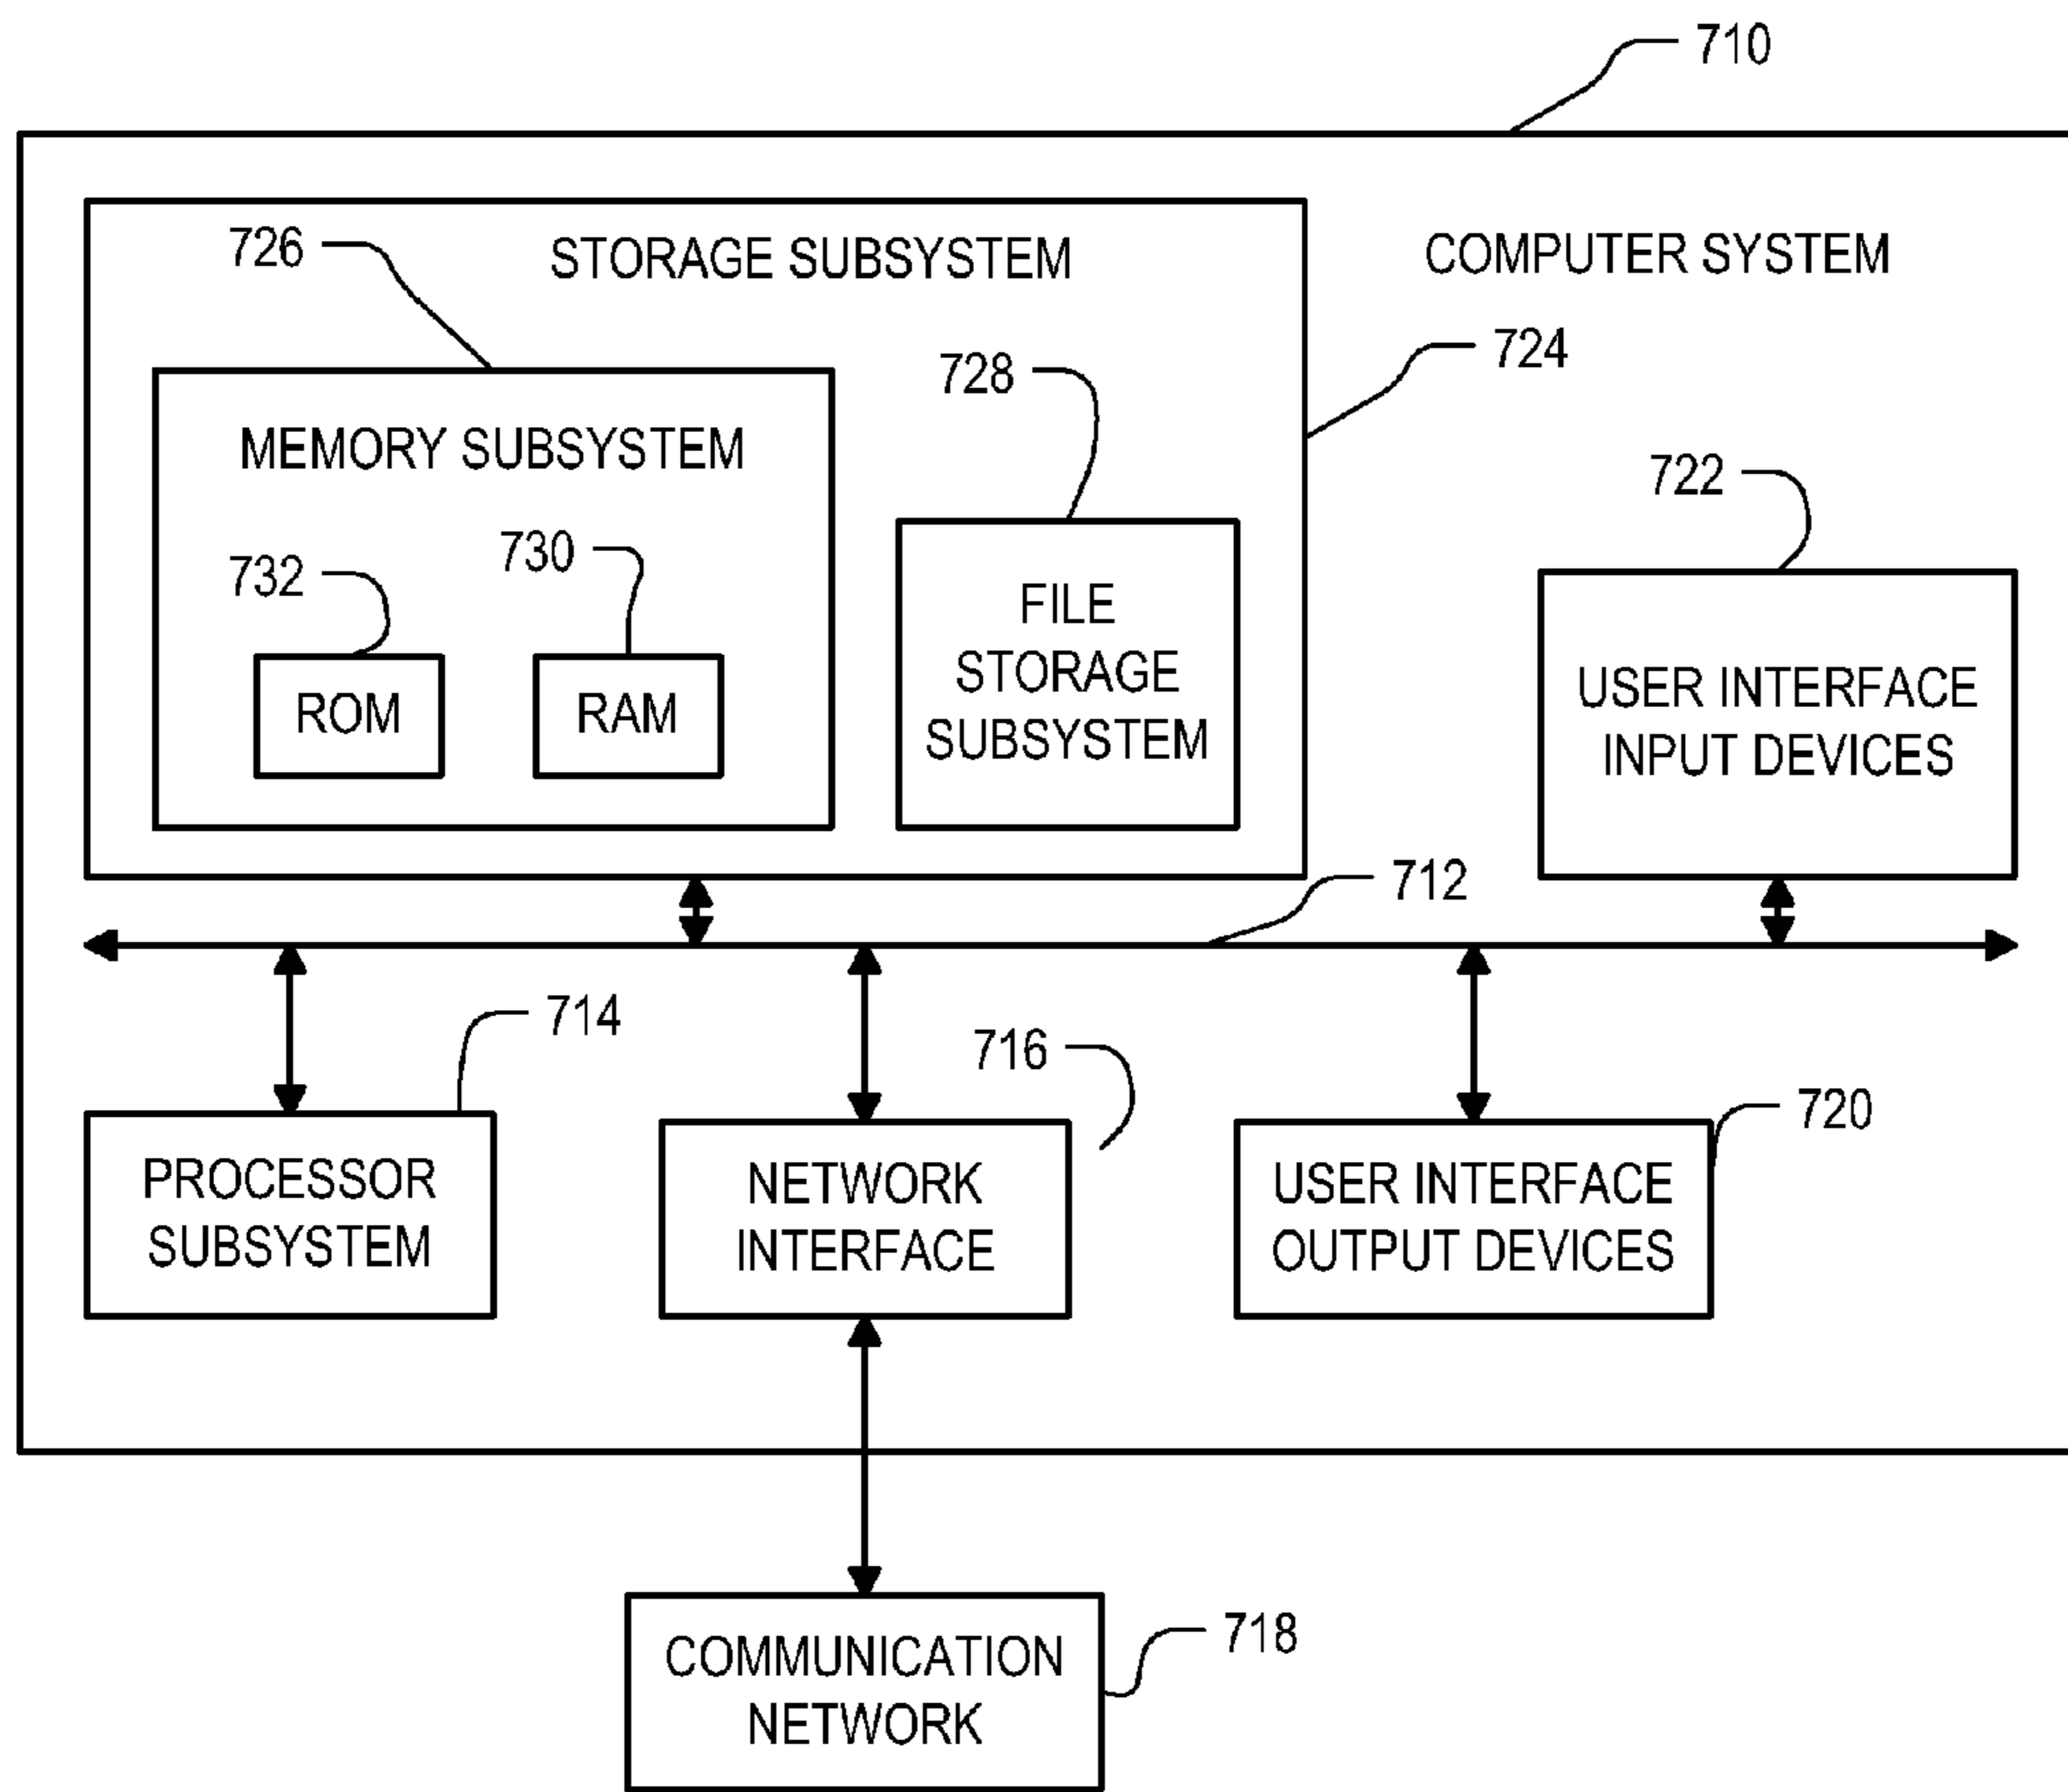 710
726
STORAGE SUBSYSTEM
COMPUTER SYSTEM
724
728
MEMORY SUBSYSTEM
722
732
730
FILE
STORAGE
SUBSYSTEM
ROM
RAM
USER INTERFACE
INPUT DEVICES
712
714
716
720
PROCESSOR
SUBSYSTEM
NETWORK
INTERFACE
USER INTERFACE
OUTPUT DEVICES
718
COMMUNICATION
NETWORK